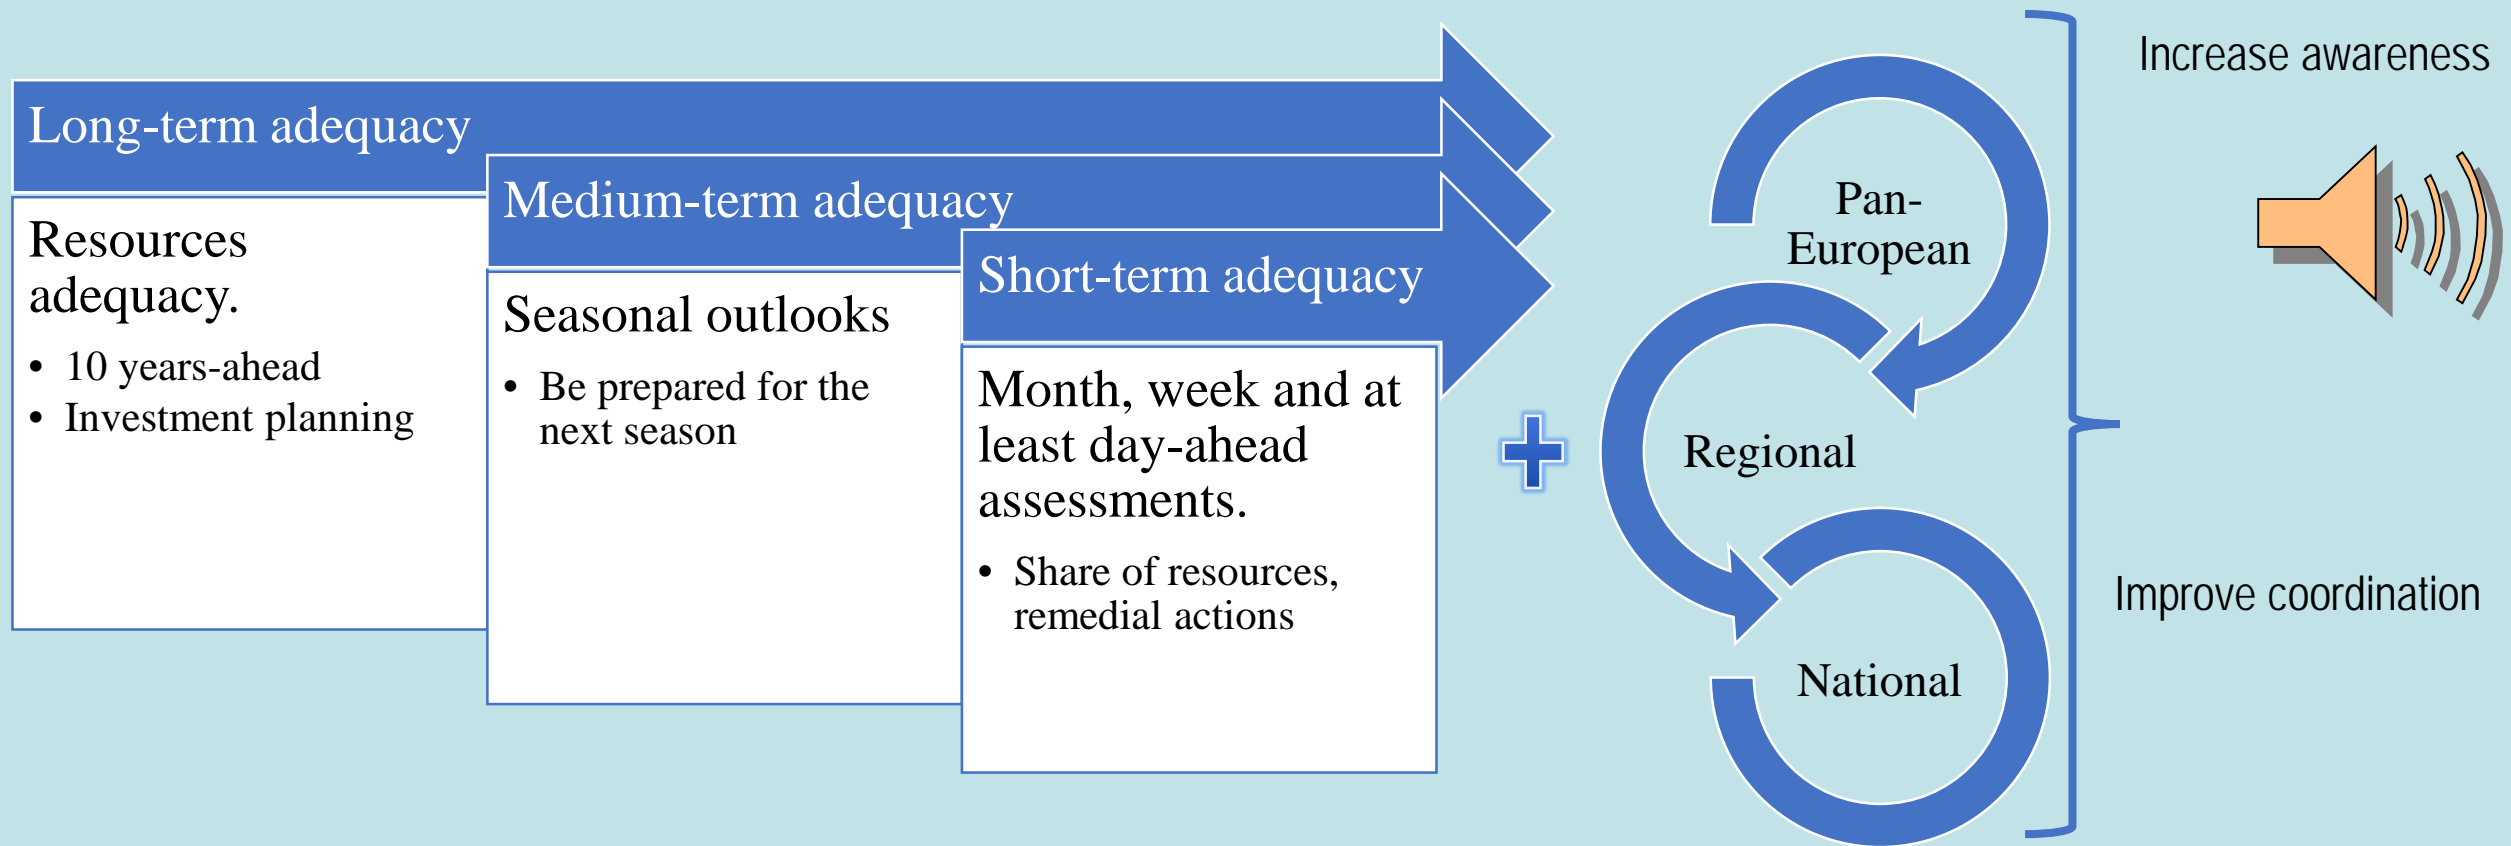 Long-term adequacy
Resources
adequacy.
• 10 years-ahead
• Investment planning
Medium-term adequacy
Seasonal outlooks
• Be prepared for the
next season
Short-term adequacy
Month, week and at
least day-ahead
assessments.
• Share of resources,
remedial actions
Pan-
European
Regional
National
Increase awareness
Improve coordination